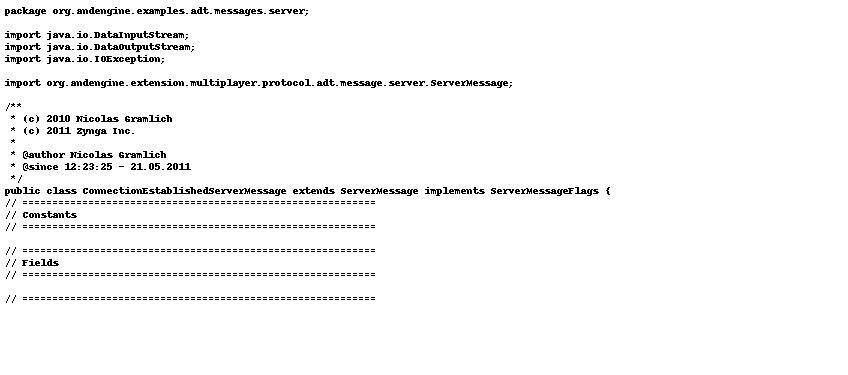 package org.andengine.examples.adt.messages.server;

import java.io.DataInputStream;
import java.io.DataOutputStream;
import java.io.IOException;

import org.andengine.extension.multiplayer.protocol.adt.message.server.ServerMessage;

/**
 * (c) 2010 Nicolas Gramlich
 * (c) 2011 Zynga Inc.
 *
 * @author Nicolas Gramlich
 * @since 12:23:25 - 21.05.2011
 */
public class ConnectionEstablishedServerMessage extends ServerMessage implements ServerMessageFlags {
// ===========================================================
// Constants
// ===========================================================

// ===========================================================
// Fields
// ===========================================================

// ===========================================================